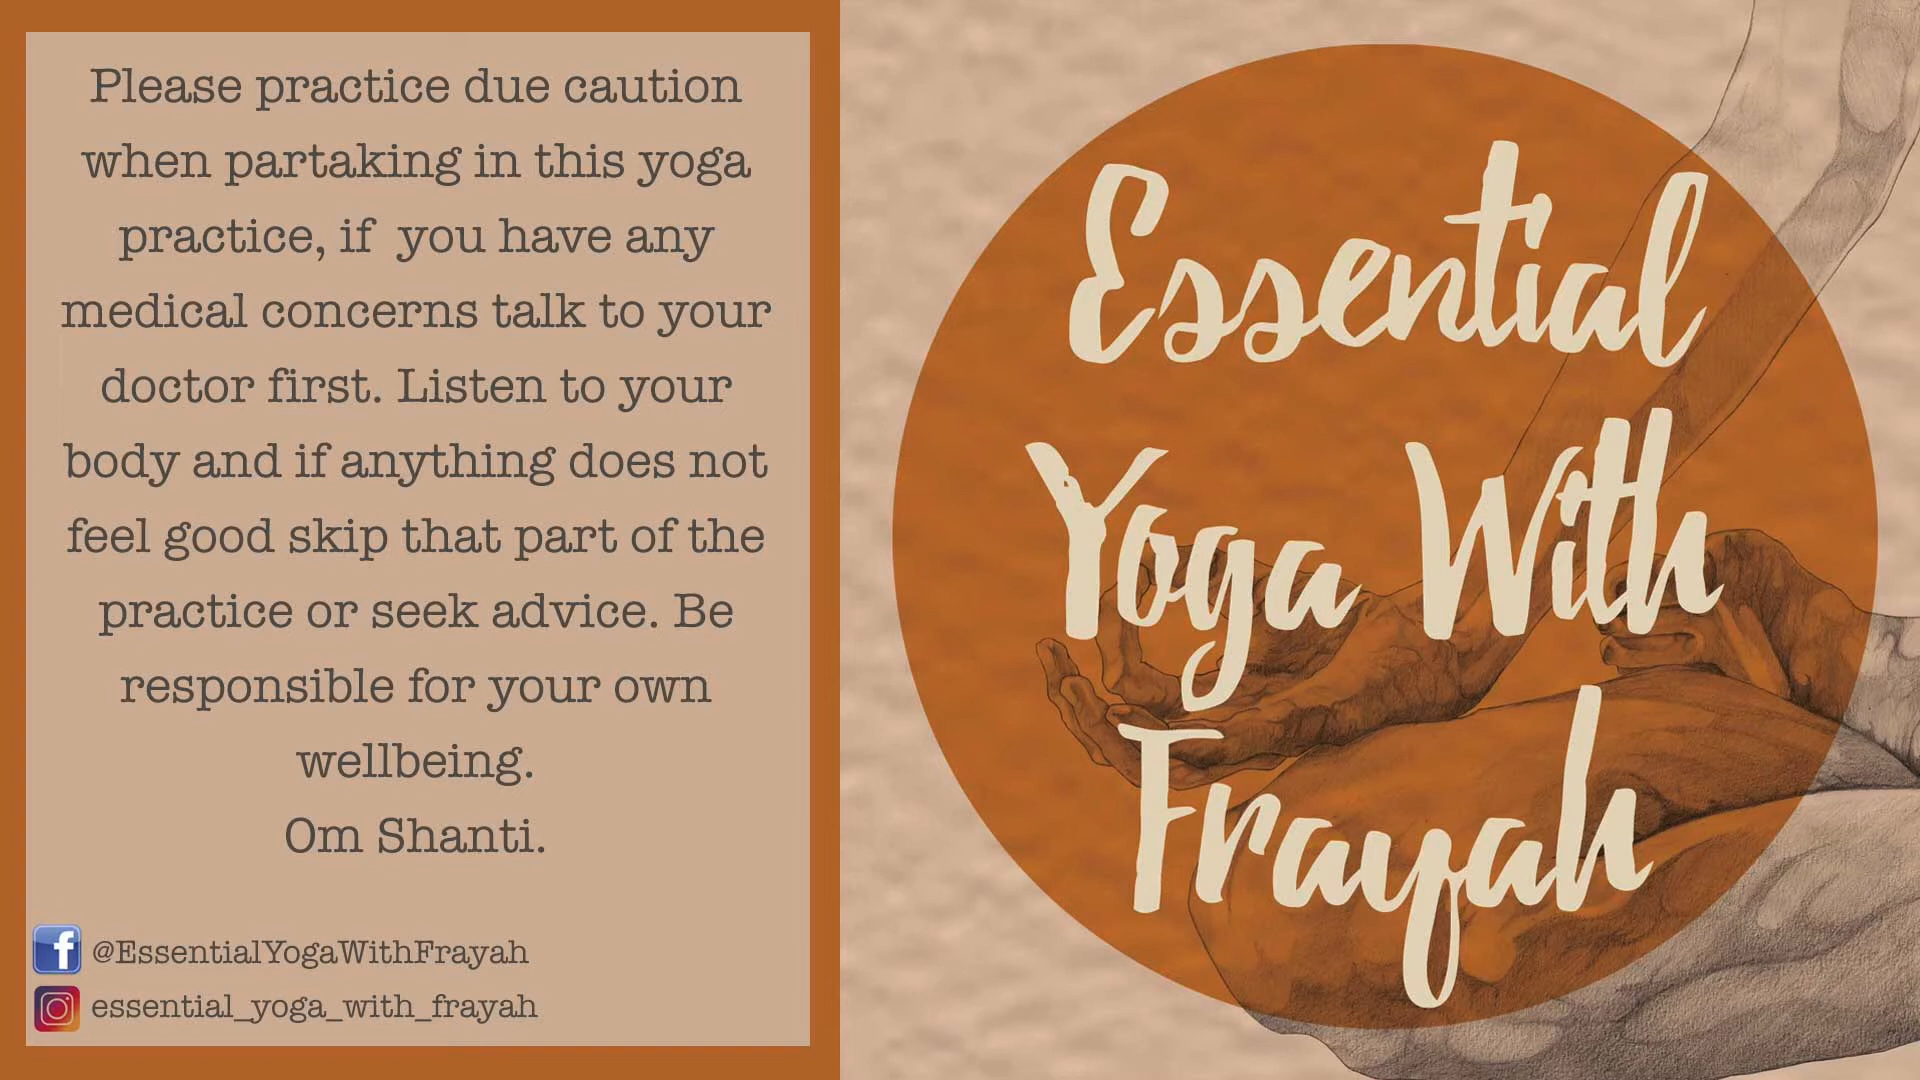 Please practice due caution
when partaking in this yoga
practice, if  you have any
medical concerns talk to your
doctor first. Listen to your
body and if anything does not
feel good skip that part of the
practice or seek advice. Be
responsible for your own
wellbeing.
Om Shanti.
@EssentialYogaWithFrayah
essential_yoga_with_frayah
Essential
Yoga With
Frayah